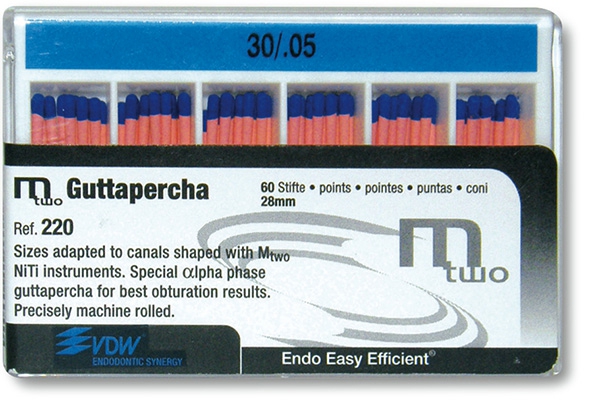 30/.05
mtwo Guttapercha
60 Stifte • points • pointes • puntas • coni
28mm
Ref. 220
Sizes adapted to canals shaped with Mtwo
NiTi instruments. Special αlpha phase
guttapercha for best obturation results.
Precisely machine rolled.
mtwo
VDW
ENDODONTIC SYNERGY
Endo Easy Efficient®